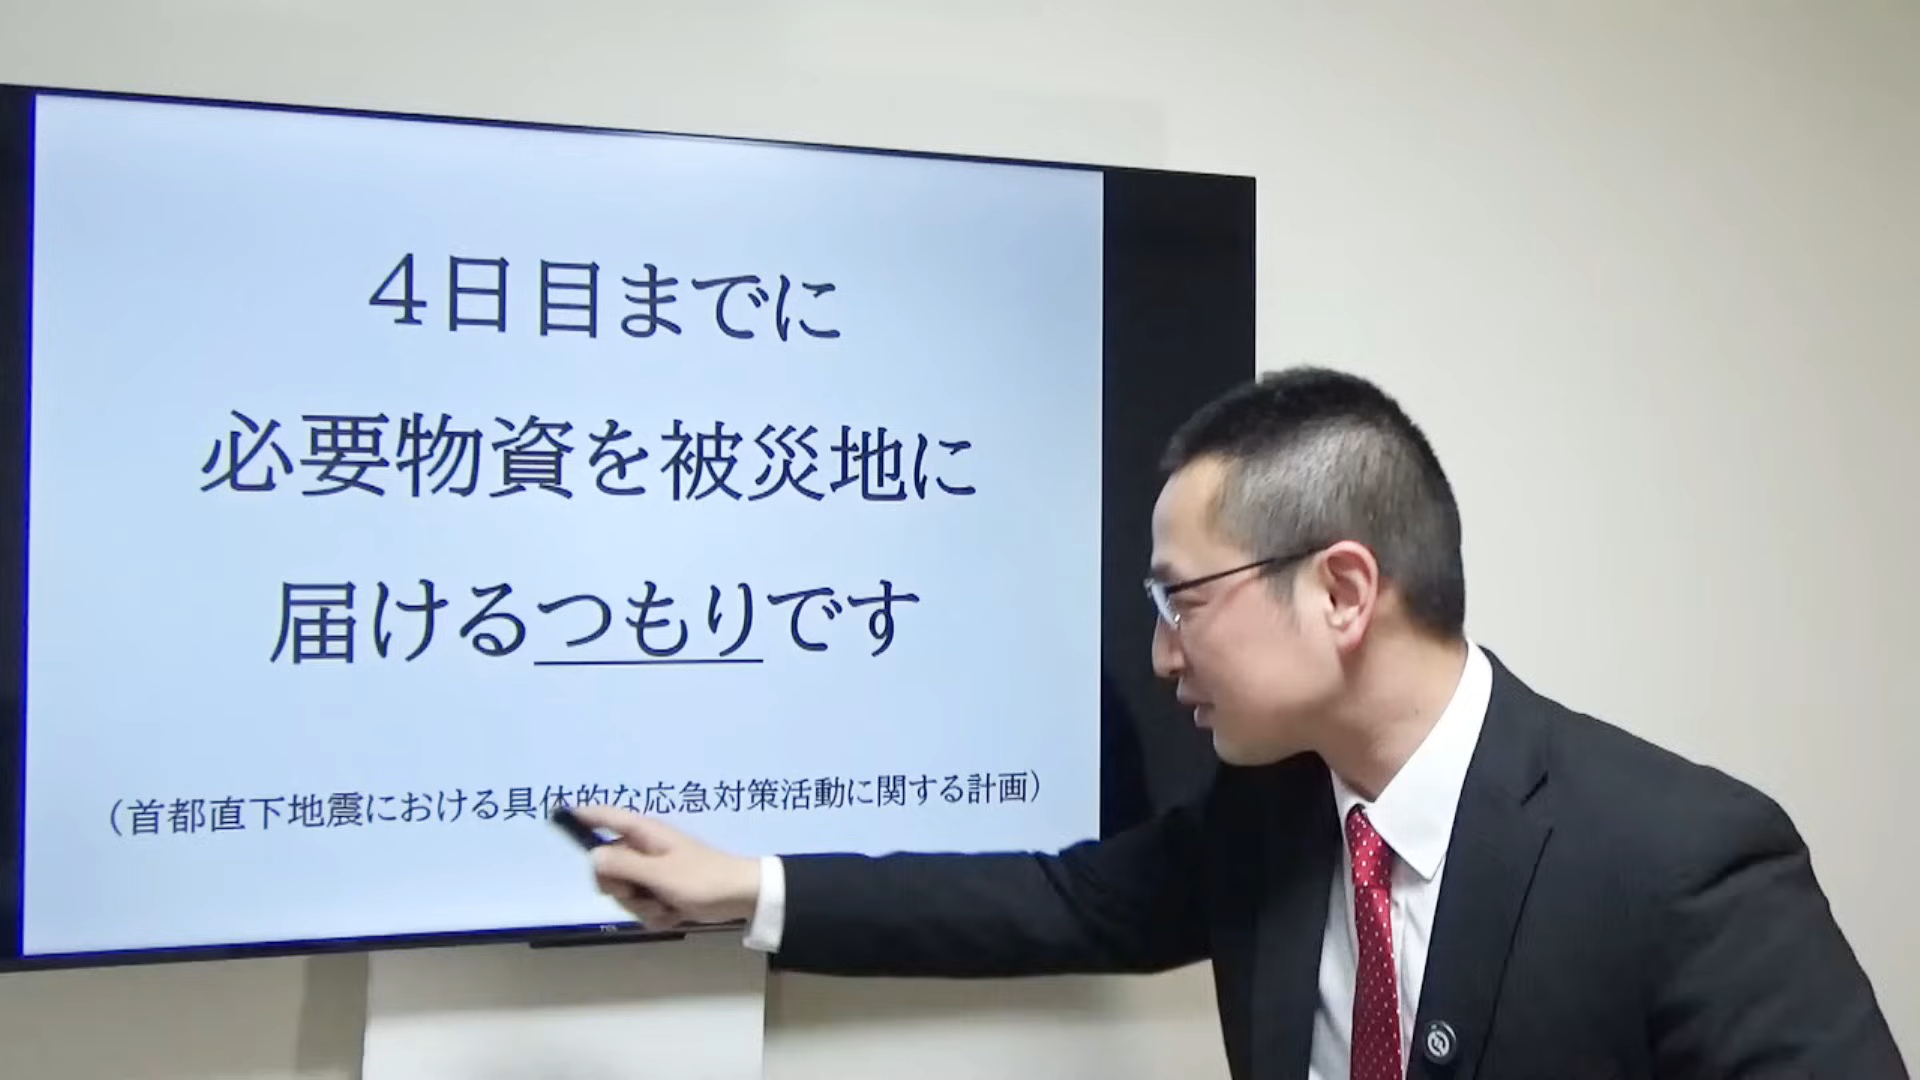 4日目までに
必要物資を被災地に
届けるつもりです
（首都直下地震における具体的な応急対策活動に関する計画）